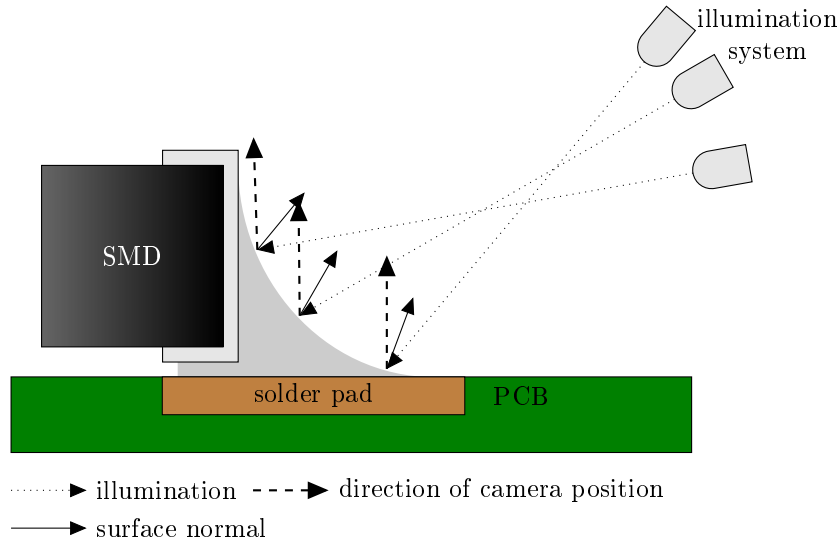 illumination
system
SMD
solder pad
PCB
illumination
direction of camera position
surface normal